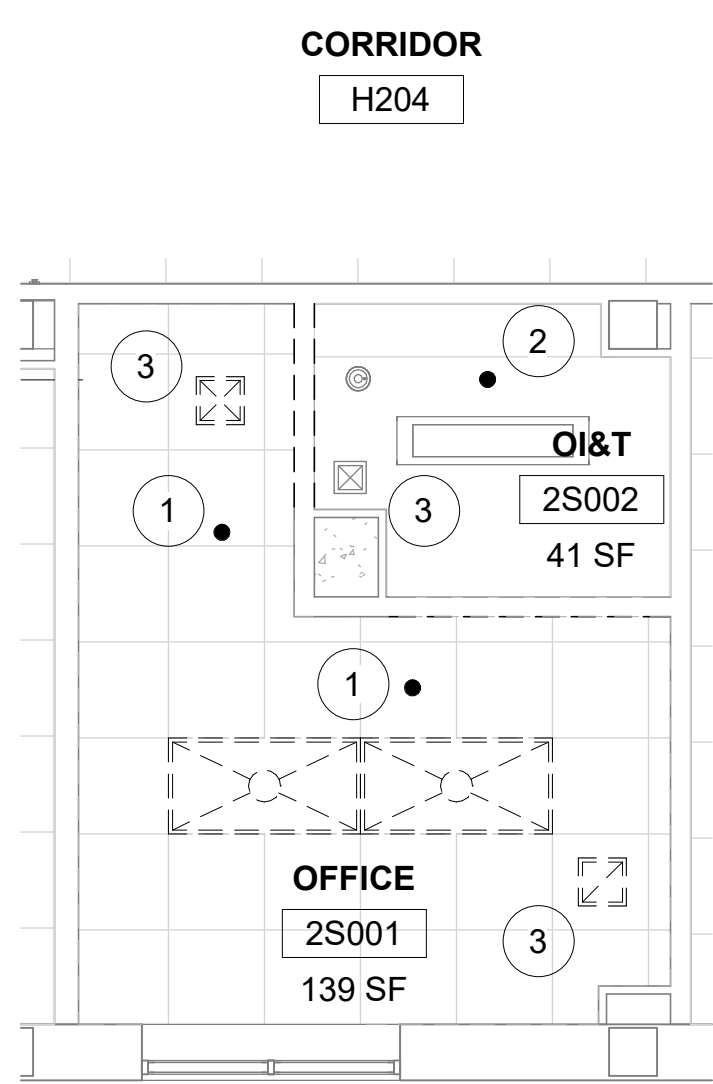 CORRIDOR
H204
2
3
OI&T
2S002
1
3
41 SF
1
OFFICE
2S001
3
139 SF